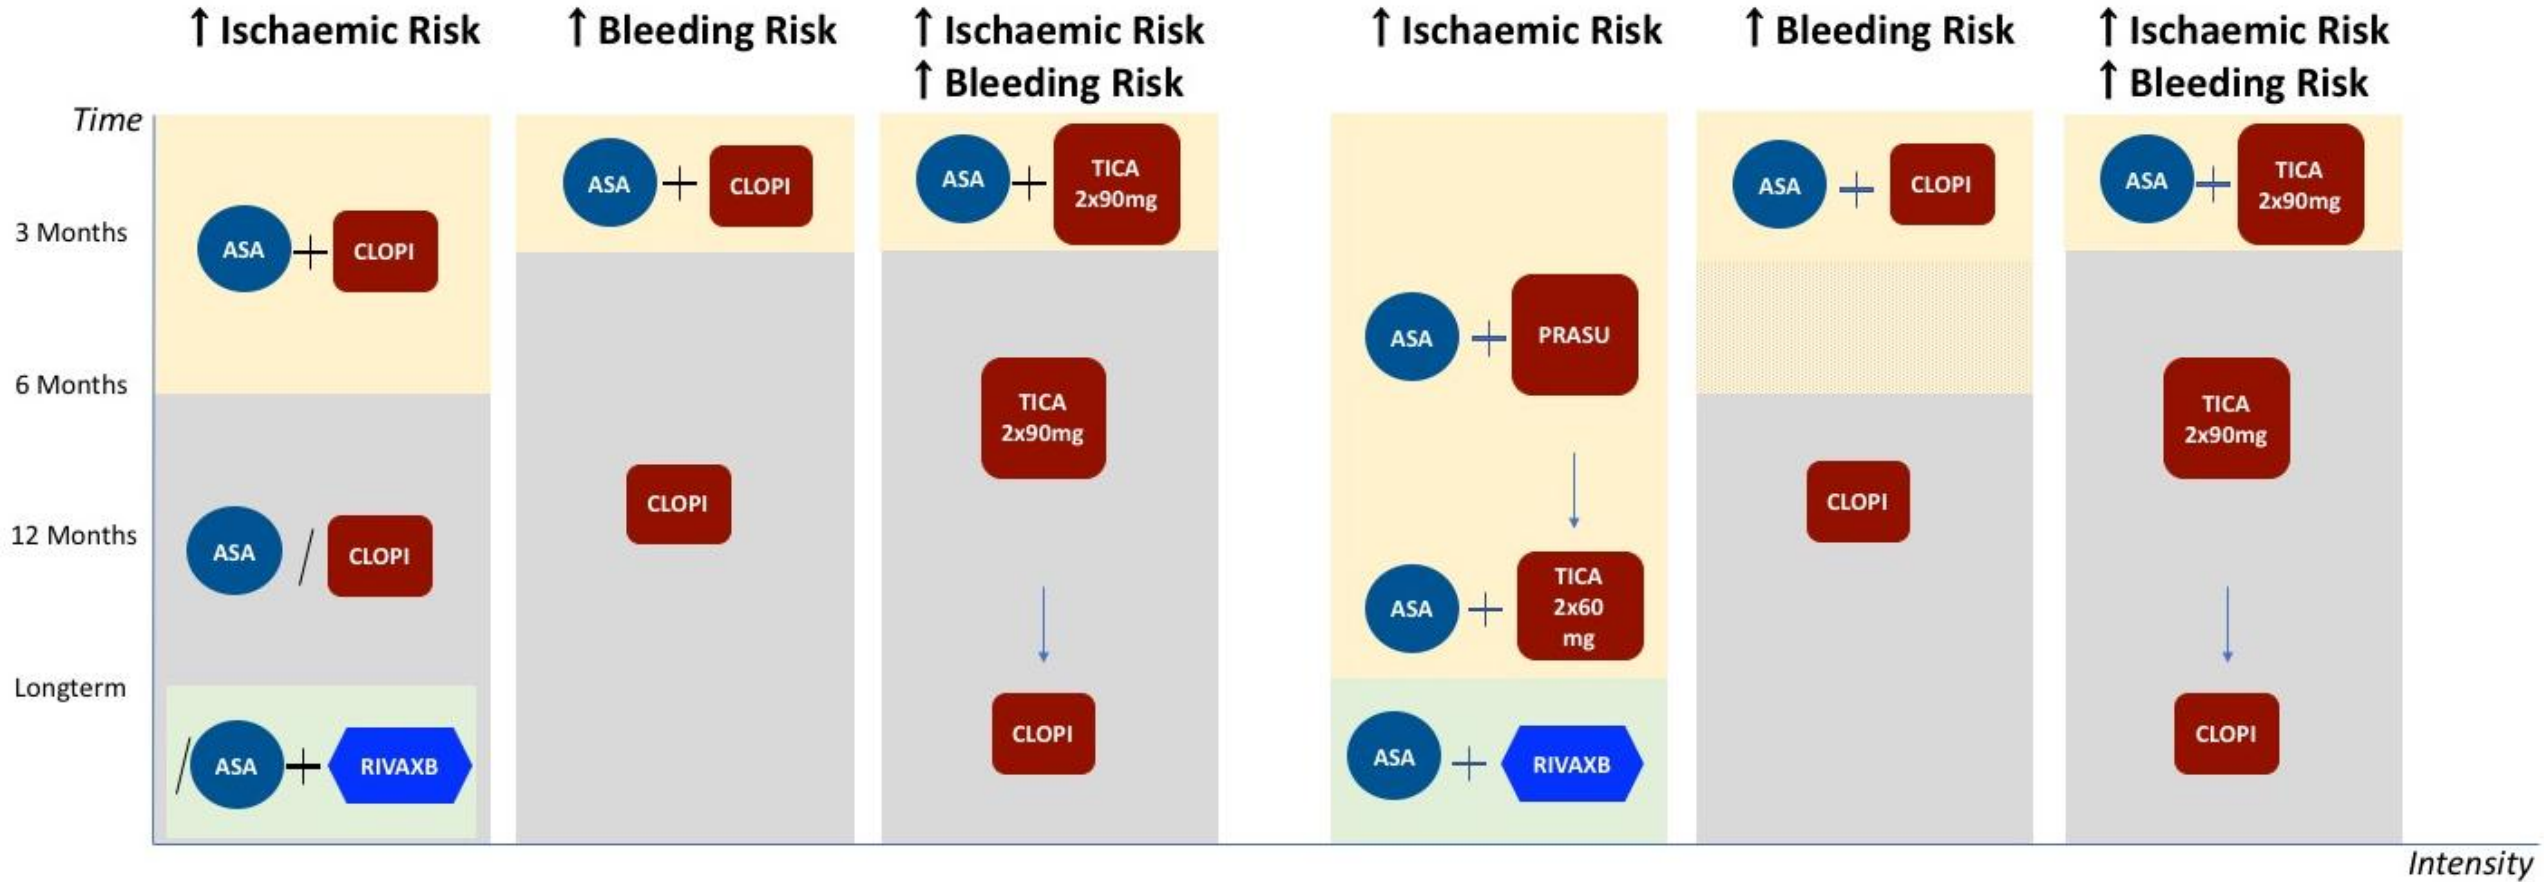 ↑ Ischaemic Risk
↑ Bleeding Risk
↑ Ischaemic Risk
↑ Bleeding Risk
↑ Ischaemic Risk
↑ Bleeding Risk
↑ Ischaemic Risk
↑ Bleeding Risk
Time
3 Months
6 Months
12 Months
Longterm
ASA + CLOPI
ASA / CLOPI
/ ASA + RIVAXB
ASA + CLOPI
CLOPI
ASA + TICA
2x90mg
TICA
2x90mg
CLOPI
ASA + PRASU
ASA + TICA
2x60
mg
ASA + RIVAXB
ASA + CLOPI
CLOPI
ASA + TICA
2x90mg
TICA
2x90mg
CLOPI
Intensity